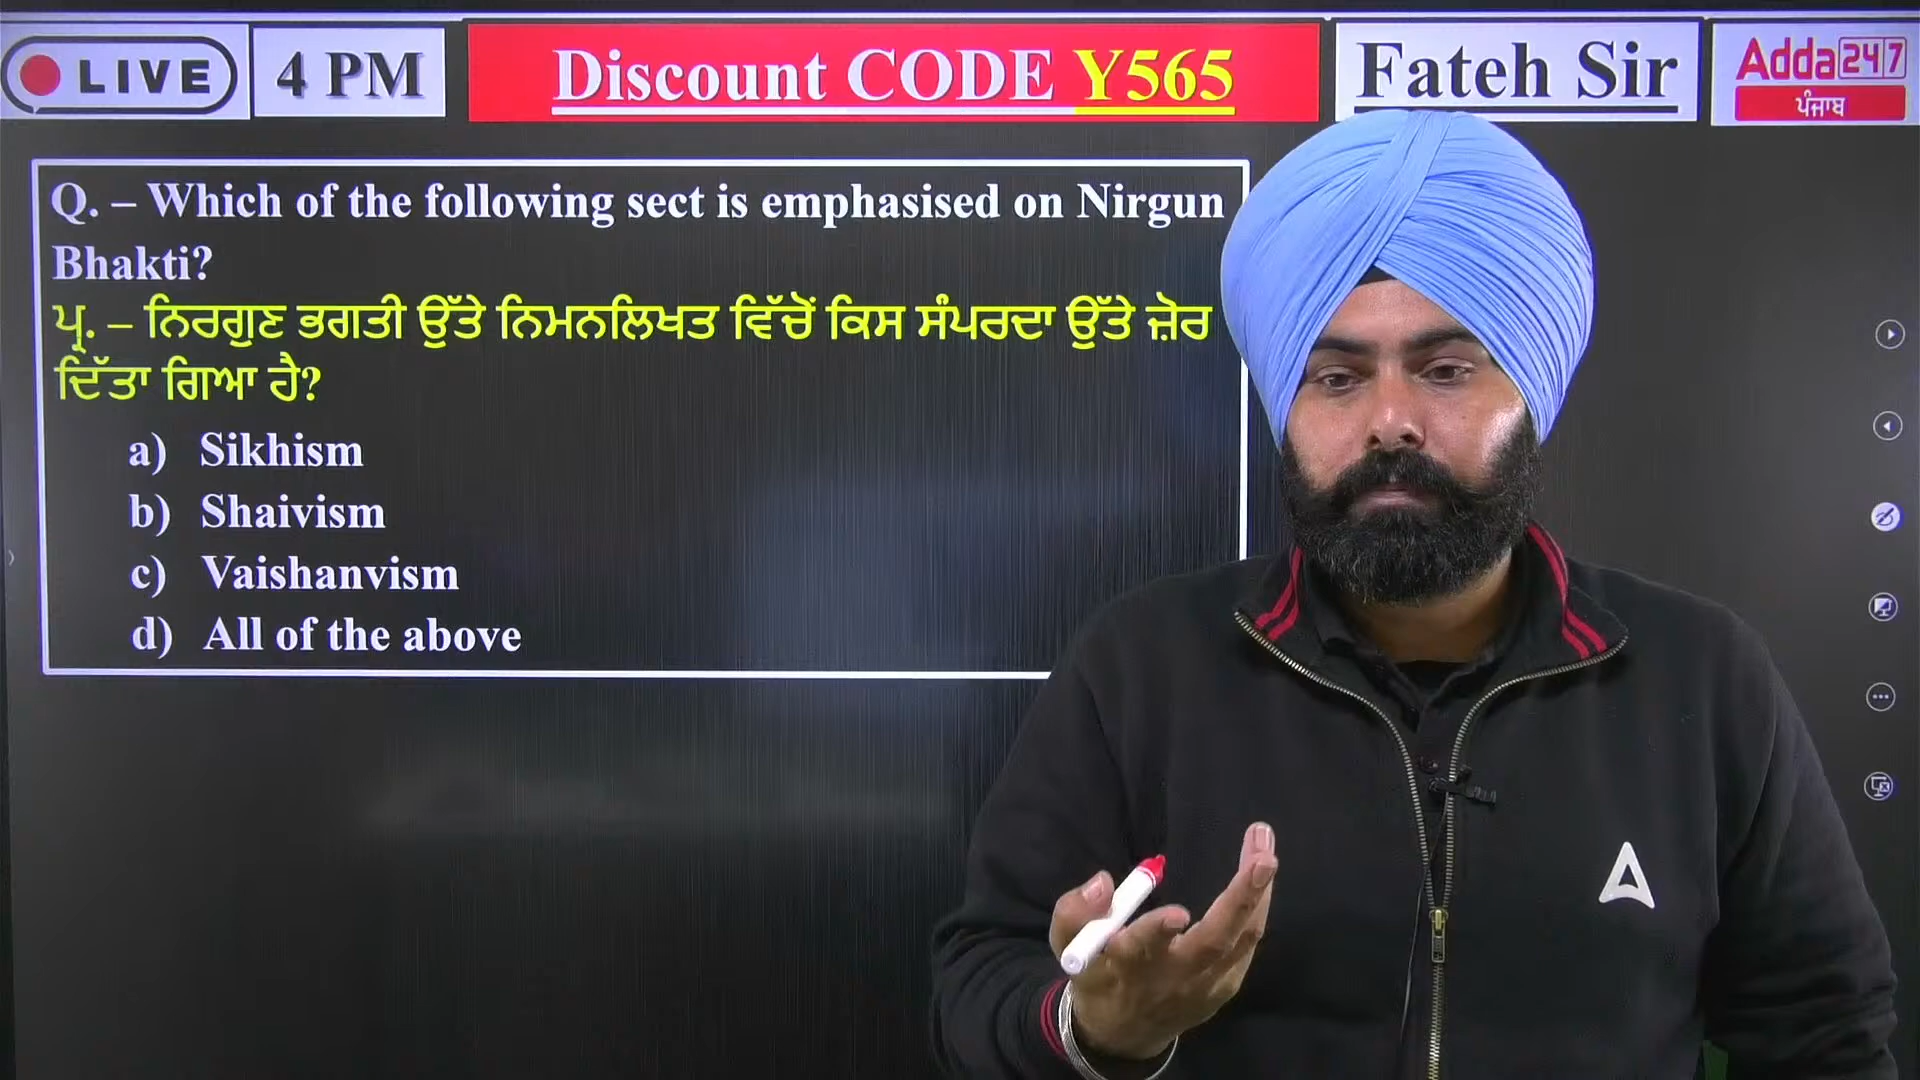 LIVE
4 PM
Discount CODE Y565
Fateh Sir
Adda247
ਪੰਜਾਬ
Q. – Which of the following sect is emphasised on Nirgun
Bhakti?
ਪ੍ਰ. – ਨਿਰਗੁਣ ਭਗਤੀ ਉੱਤੇ ਨਿਮਨਲਿਖਤ ਵਿੱਚੋਂ ਕਿਸ ਸੰਪਰਦਾ ਉੱਤੇ ਜ਼ੋਰ
ਦਿੱਤਾ ਗਿਆ ਹੈ?
a) Sikhism
b) Shaivism
c) Vaishanvism
d) All of the above